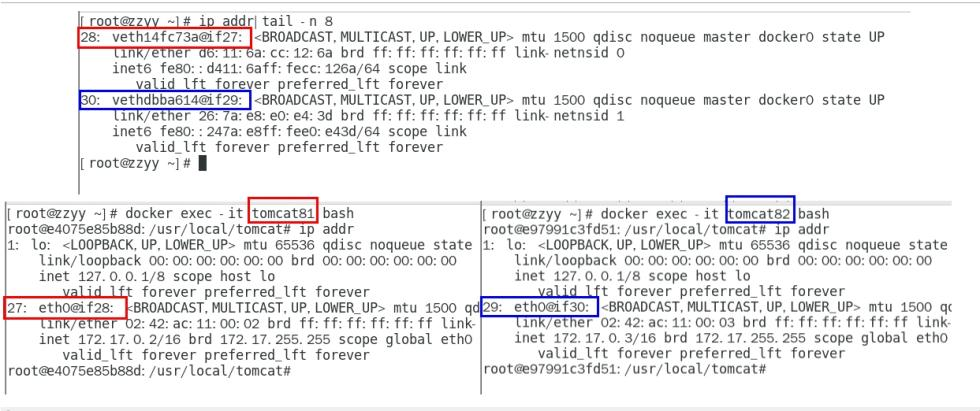 [root@zzyy ~]# ip addr| tail -n 8
28: veth14fc73a@if27: <BROADCAST,MULTICAST,UP,LOWER_UP> mtu 1500 qdisc noqueue master docker0 state UP
link/ether d6:11:6a:cc:12:6a brd ff:ff:ff:ff:ff:ff link-netnsid 0
inet6 fe80::d411:6aff:fecc:126a/64 scope link
valid_lft forever preferred_lft forever
30: vethdbba614@if29: <BROADCAST,MULTICAST,UP,LOWER_UP> mtu 1500 qdisc noqueue master docker0 state UP
link/ether 26:7a:e8:e0:e4:3d brd ff:ff:ff:ff:ff:ff link-netnsid 1
inet6 fe80::247a:e8ff:fee0:e43d/64 scope link
valid_lft forever preferred_lft forever
[root@zzyy ~]#
[root@zzyy ~]# docker exec -it tomcat81 bash
root@e4075e85b88d:/usr/local/tomcat# ip addr
1: lo: <LOOPBACK,UP,LOWER_UP> mtu 65536 qdisc noqueue state
link/loopback 00:00:00:00:00:00 brd 00:00:00:00:00:00
inet 127.0.0.1/8 scope host lo
valid_lft forever preferred_lft forever
27: eth0@if28: <BROADCAST,MULTICAST,UP,LOWER_UP> mtu 1500 qd
link/ether 02:42:ac:11:00:02 brd ff:ff:ff:ff:ff:ff link-
inet 172.17.0.2/16 brd 172.17.255.255 scope global eth0
valid_lft forever preferred_lft forever
root@e4075e85b88d:/usr/local/tomcat#
[root@zzyy ~]# docker exec -it tomcat82 bash
root@e97991c3fd51:/usr/local/tomcat# ip addr
1: lo: <LOOPBACK,UP,LOWER_UP> mtu 65536 qdisc noqueue state
link/loopback 00:00:00:00:00:00 brd 00:00:00:00:00:00
inet 127.0.0.1/8 scope host lo
valid_lft forever preferred_lft forever
29: eth0@if30: <BROADCAST,MULTICAST,UP,LOWER_UP> mtu 1500 qd
link/ether 02:42:ac:11:00:03 brd ff:ff:ff:ff:ff:ff link-
inet 172.17.0.3/16 brd 172.17.255.255 scope global eth0
valid_lft forever preferred_lft forever
root@e97991c3fd51:/usr/local/tomcat#